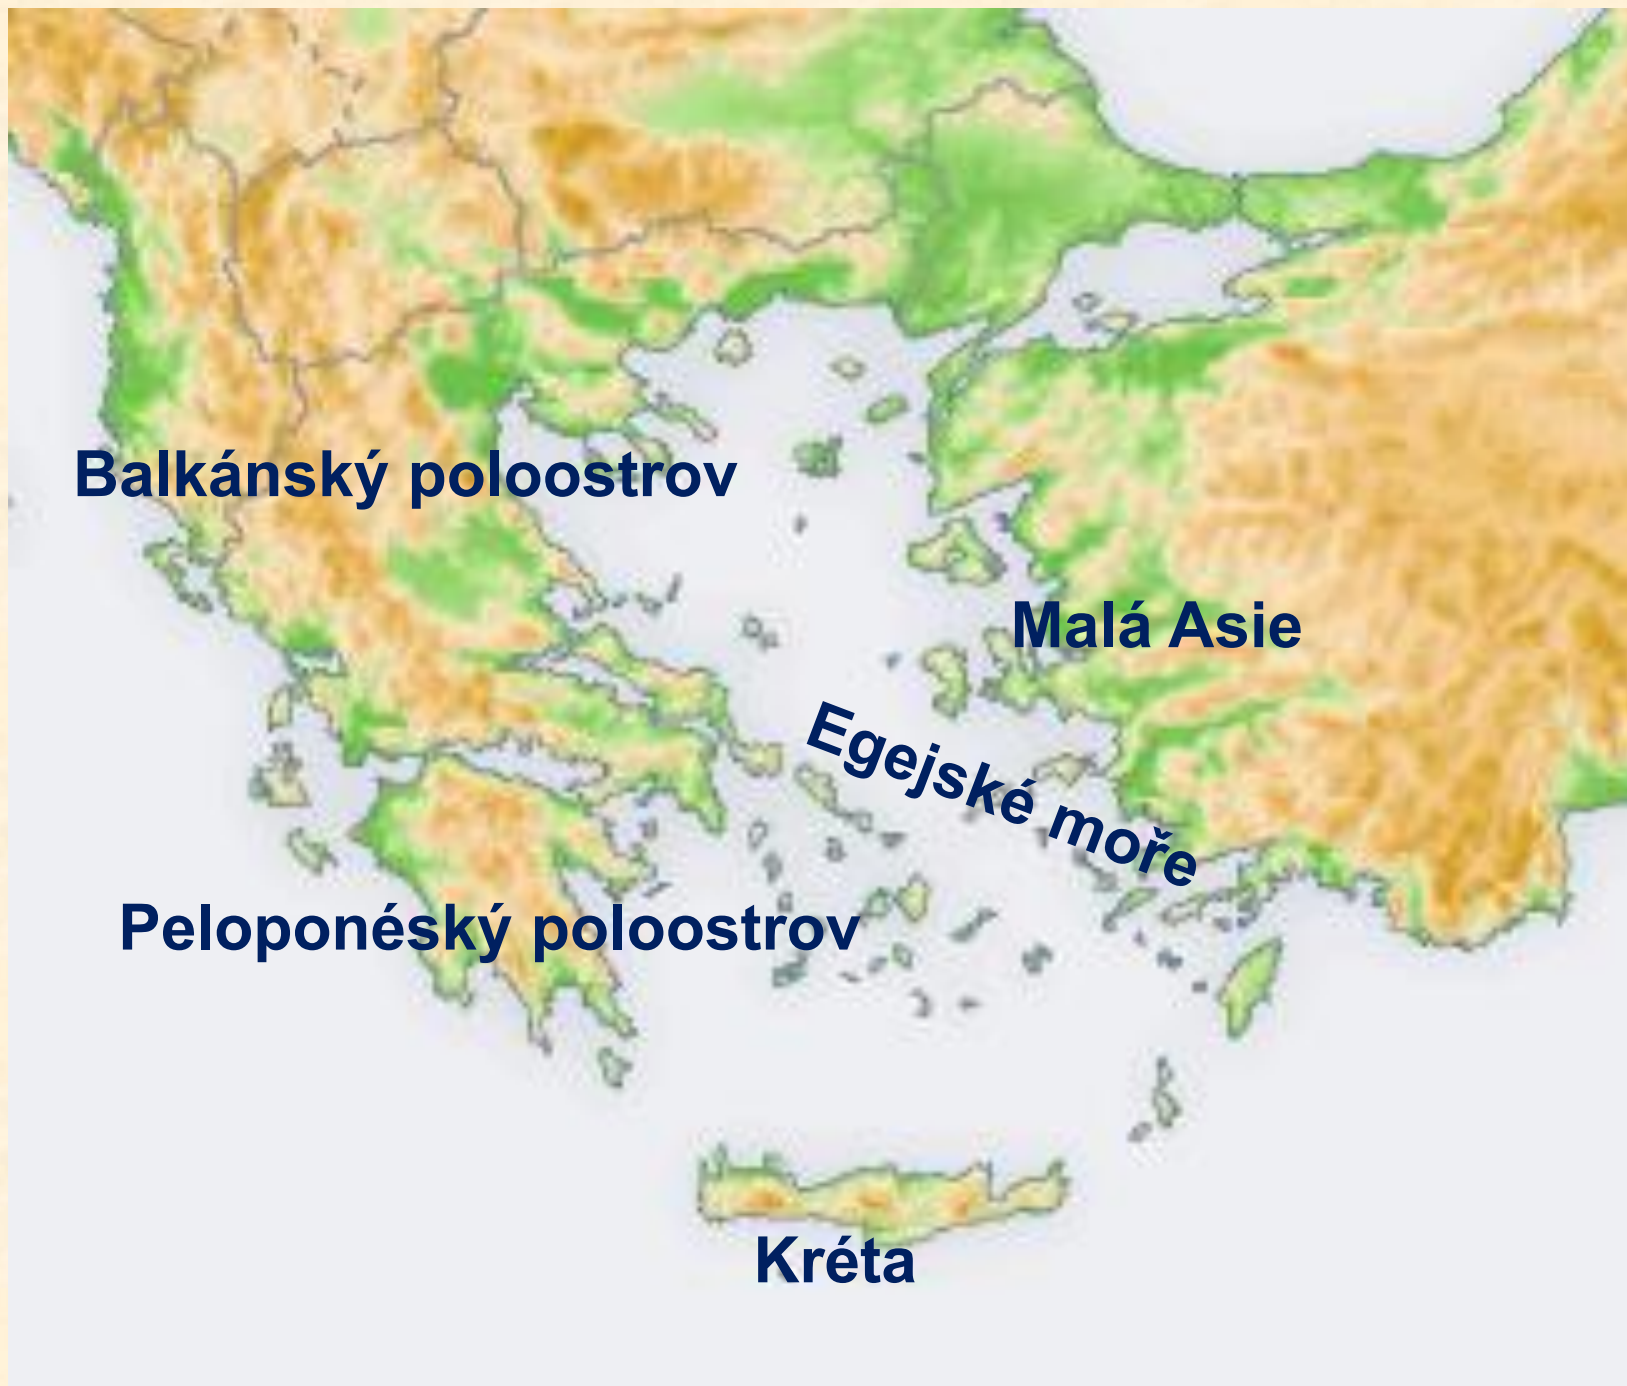 Balkánský poloostrov
Malá Asie
Egejské moře
Peloponéský poloostrov
Kréta